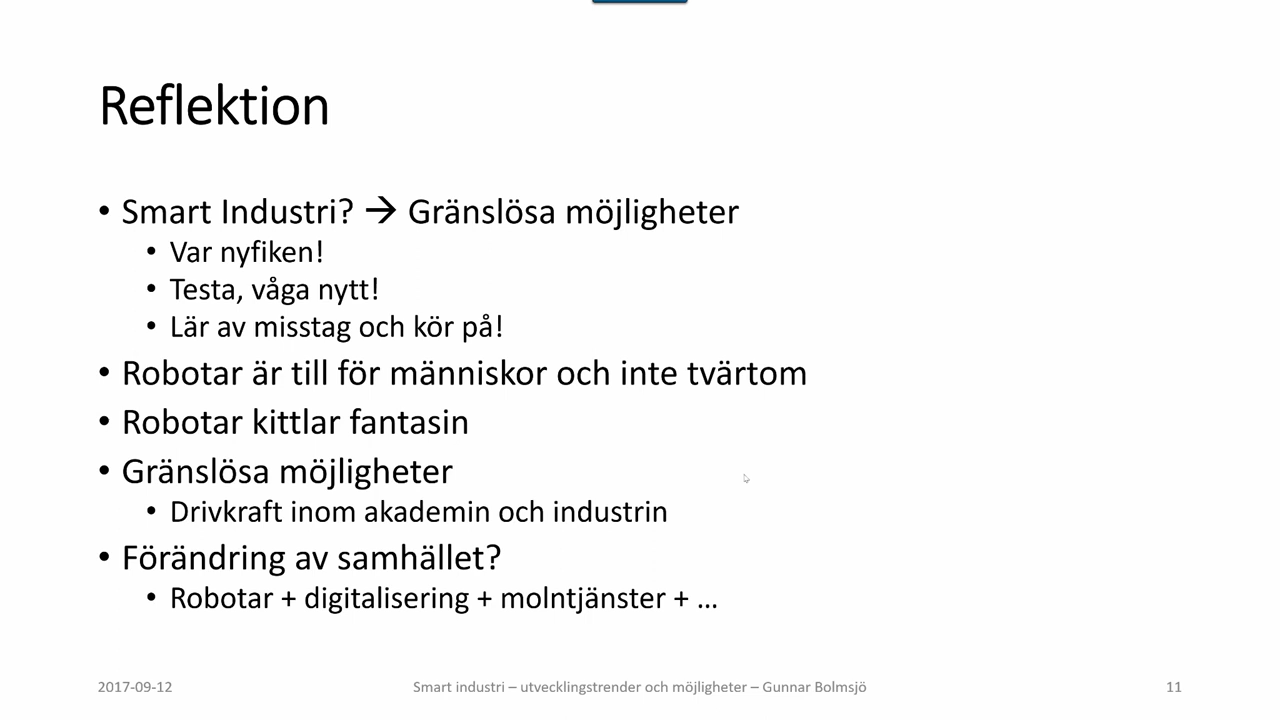 Reflektion
• Smart Industri? → Gränslösa möjligheter
• Var nyfiken!
• Testa, våga nytt!
• Lär av misstag och kör på!
• Robotar är till för människor och inte tvärtom
• Robotar kittlar fantasin
• Gränslösa möjligheter
• Drivkraft inom akademin och industrin
• Förändring av samhället?
• Robotar + digitalisering + molntjänster + ...
2017-09-12 Smart industri – utvecklingstrender och möjligheter – Gunnar Bolmsjö 11